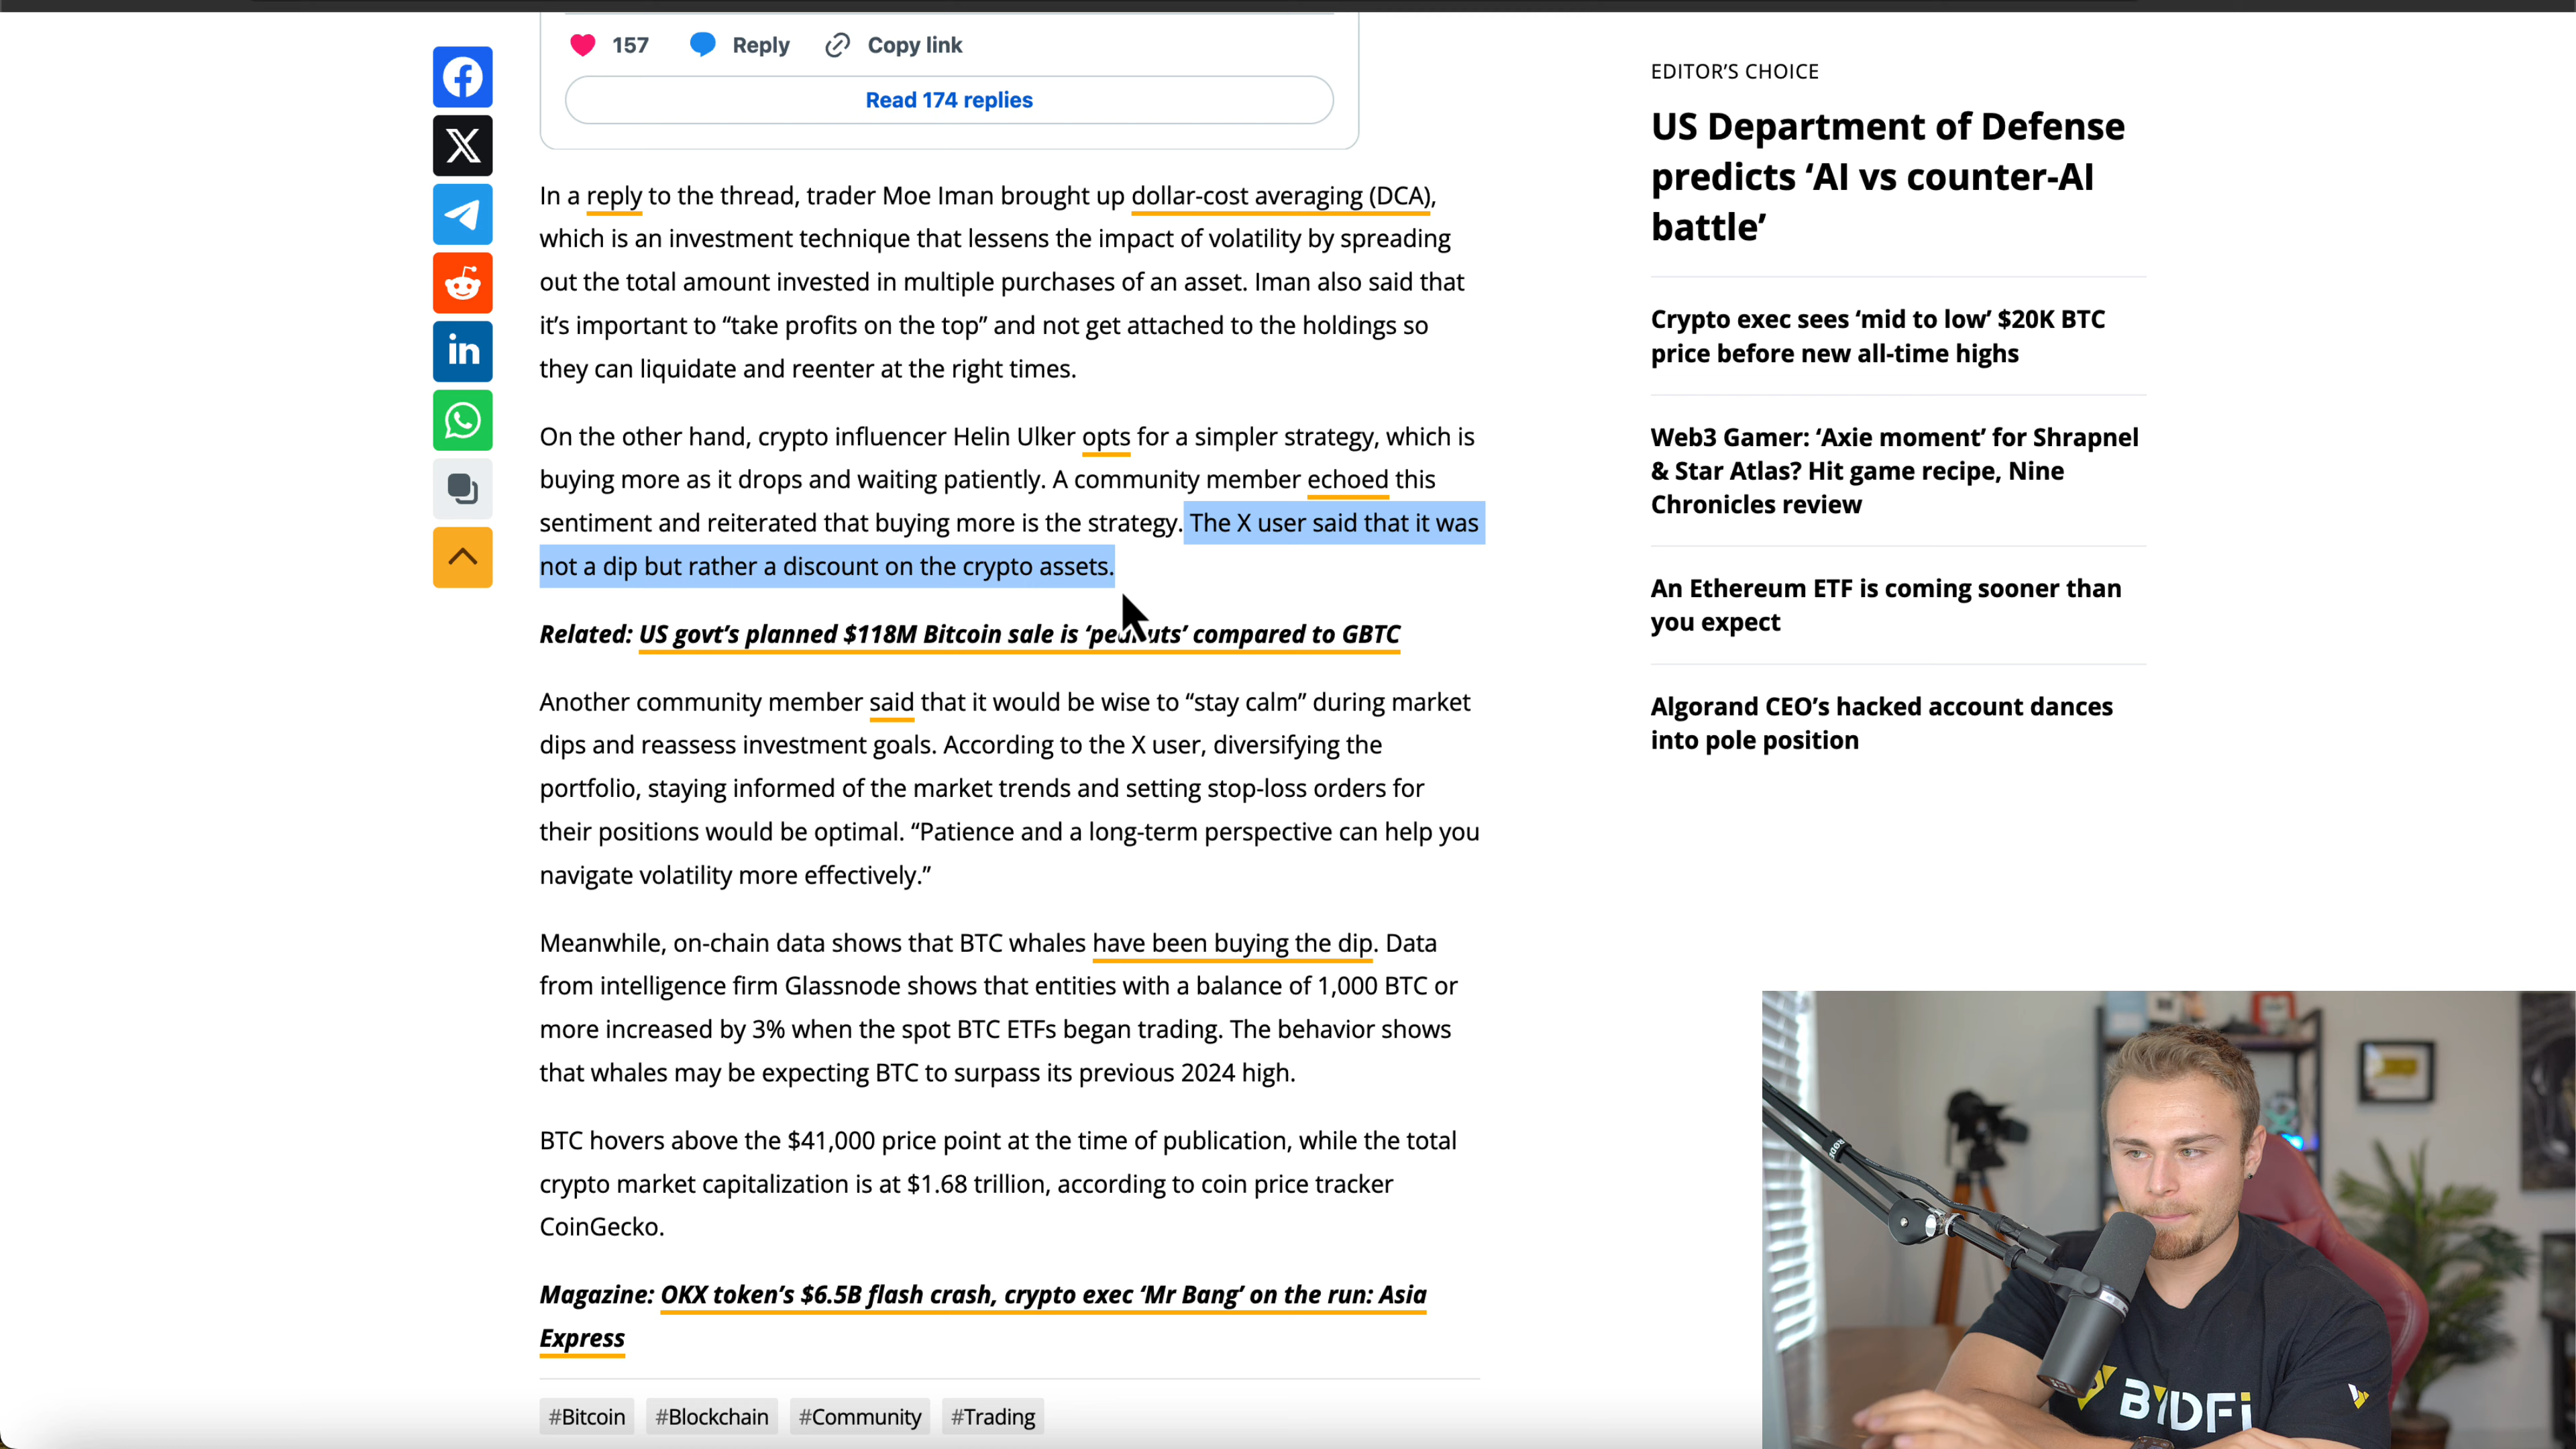 157 Reply Copy link
Read 174 replies
In a reply to the thread, trader Moe Iman brought up dollar-cost averaging (DCA),
which is an investment technique that lessens the impact of volatility by spreading
out the total amount invested in multiple purchases of an asset. Iman also said that
it’s important to “take profits on the top” and not get attached to the holdings so
they can liquidate and reenter at the right times.
On the other hand, crypto influencer Helin Ulker opts for a simpler strategy, which is
buying more as it drops and waiting patiently. A community member echoed this
sentiment and reiterated that buying more is the strategy. The X user said that it was
not a dip but rather a discount on the crypto assets.
Related: US govt’s planned $118M Bitcoin sale is ‘peanuts’ compared to GBTC
Another community member said that it would be wise to “stay calm” during market
dips and reassess investment goals. According to the X user, diversifying the
portfolio, staying informed of the market trends and setting stop-loss orders for
their positions would be optimal. “Patience and a long-term perspective can help you
navigate volatility more effectively.”
Meanwhile, on-chain data shows that BTC whales have been buying the dip. Data
from intelligence firm Glassnode shows that entities with a balance of 1,000 BTC or
more increased by 3% when the spot BTC ETFs began trading. The behavior shows
that whales may be expecting BTC to surpass its previous 2024 high.
BTC hovers above the $41,000 price point at the time of publication, while the total
crypto market capitalization is at $1.68 trillion, according to coin price tracker
CoinGecko.
Magazine: OKX token’s $6.5B flash crash, crypto exec ‘Mr Bang’ on the run: Asia
Express
#Bitcoin #Blockchain #Community #Trading
EDITOR’S CHOICE
US Department of Defense
predicts ‘AI vs counter-AI
battle’
Crypto exec sees ‘mid to low’ $20K BTC
price before new all-time highs
Web3 Gamer: ‘Axie moment’ for Shrapnel
& Star Atlas? Hit game recipe, Nine
Chronicles review
An Ethereum ETF is coming sooner than
you expect
Algorand CEO’s hacked account dances
into pole position
BYDFi